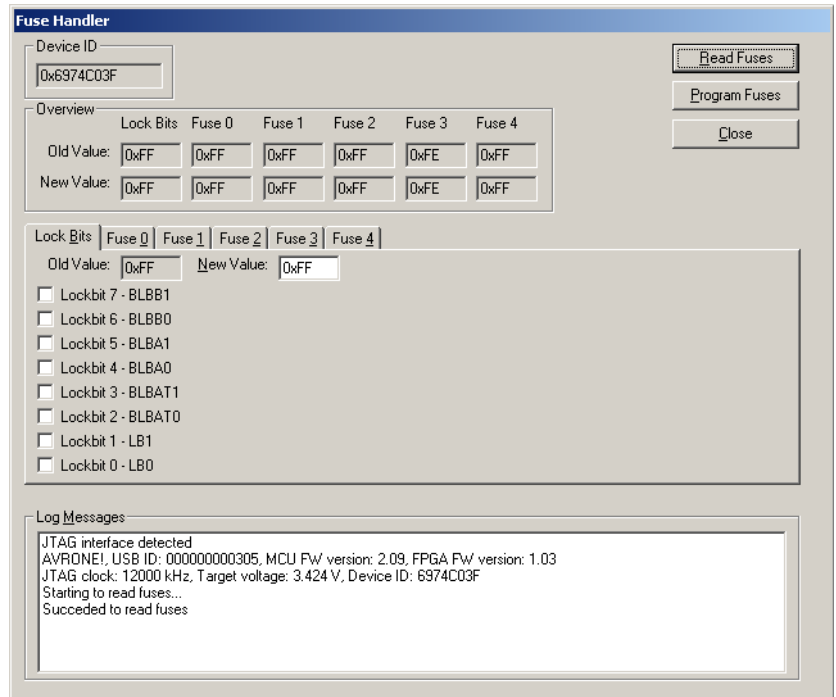 Fuse Handler
Device ID
0x6974C03F
Read Fuses
Program Fuses
Close
Overview
Lock Bits Fuse 0 Fuse 1 Fuse 2 Fuse 3 Fuse 4
Old Value: 0xFF 0xFF 0xFF 0xFF 0xFE 0xFF
New Value: 0xFF 0xFF 0xFF 0xFF 0xFE 0xFF
Lock Bits Fuse 0 Fuse 1 Fuse 2 Fuse 3 Fuse 4
Old Value: 0xFF New Value: 0xFF
Lockbit 7 - BLBB1
Lockbit 6 - BLBB0
Lockbit 5 - BLBA1
Lockbit 4 - BLBA0
Lockbit 3 - BLBAT1
Lockbit 2 - BLBAT0
Lockbit 1 - LB1
Lockbit 0 - LB0
Log Messages
JTAG interface detected
AVRONE!, USB ID: 000000000305, MCU FW version: 2.09, FPGA FW version: 1.03
JTAG clock: 12000 kHz, Target voltage: 3.424 V, Device ID: 6974C03F
Starting to read fuses...
Succeded to read fuses